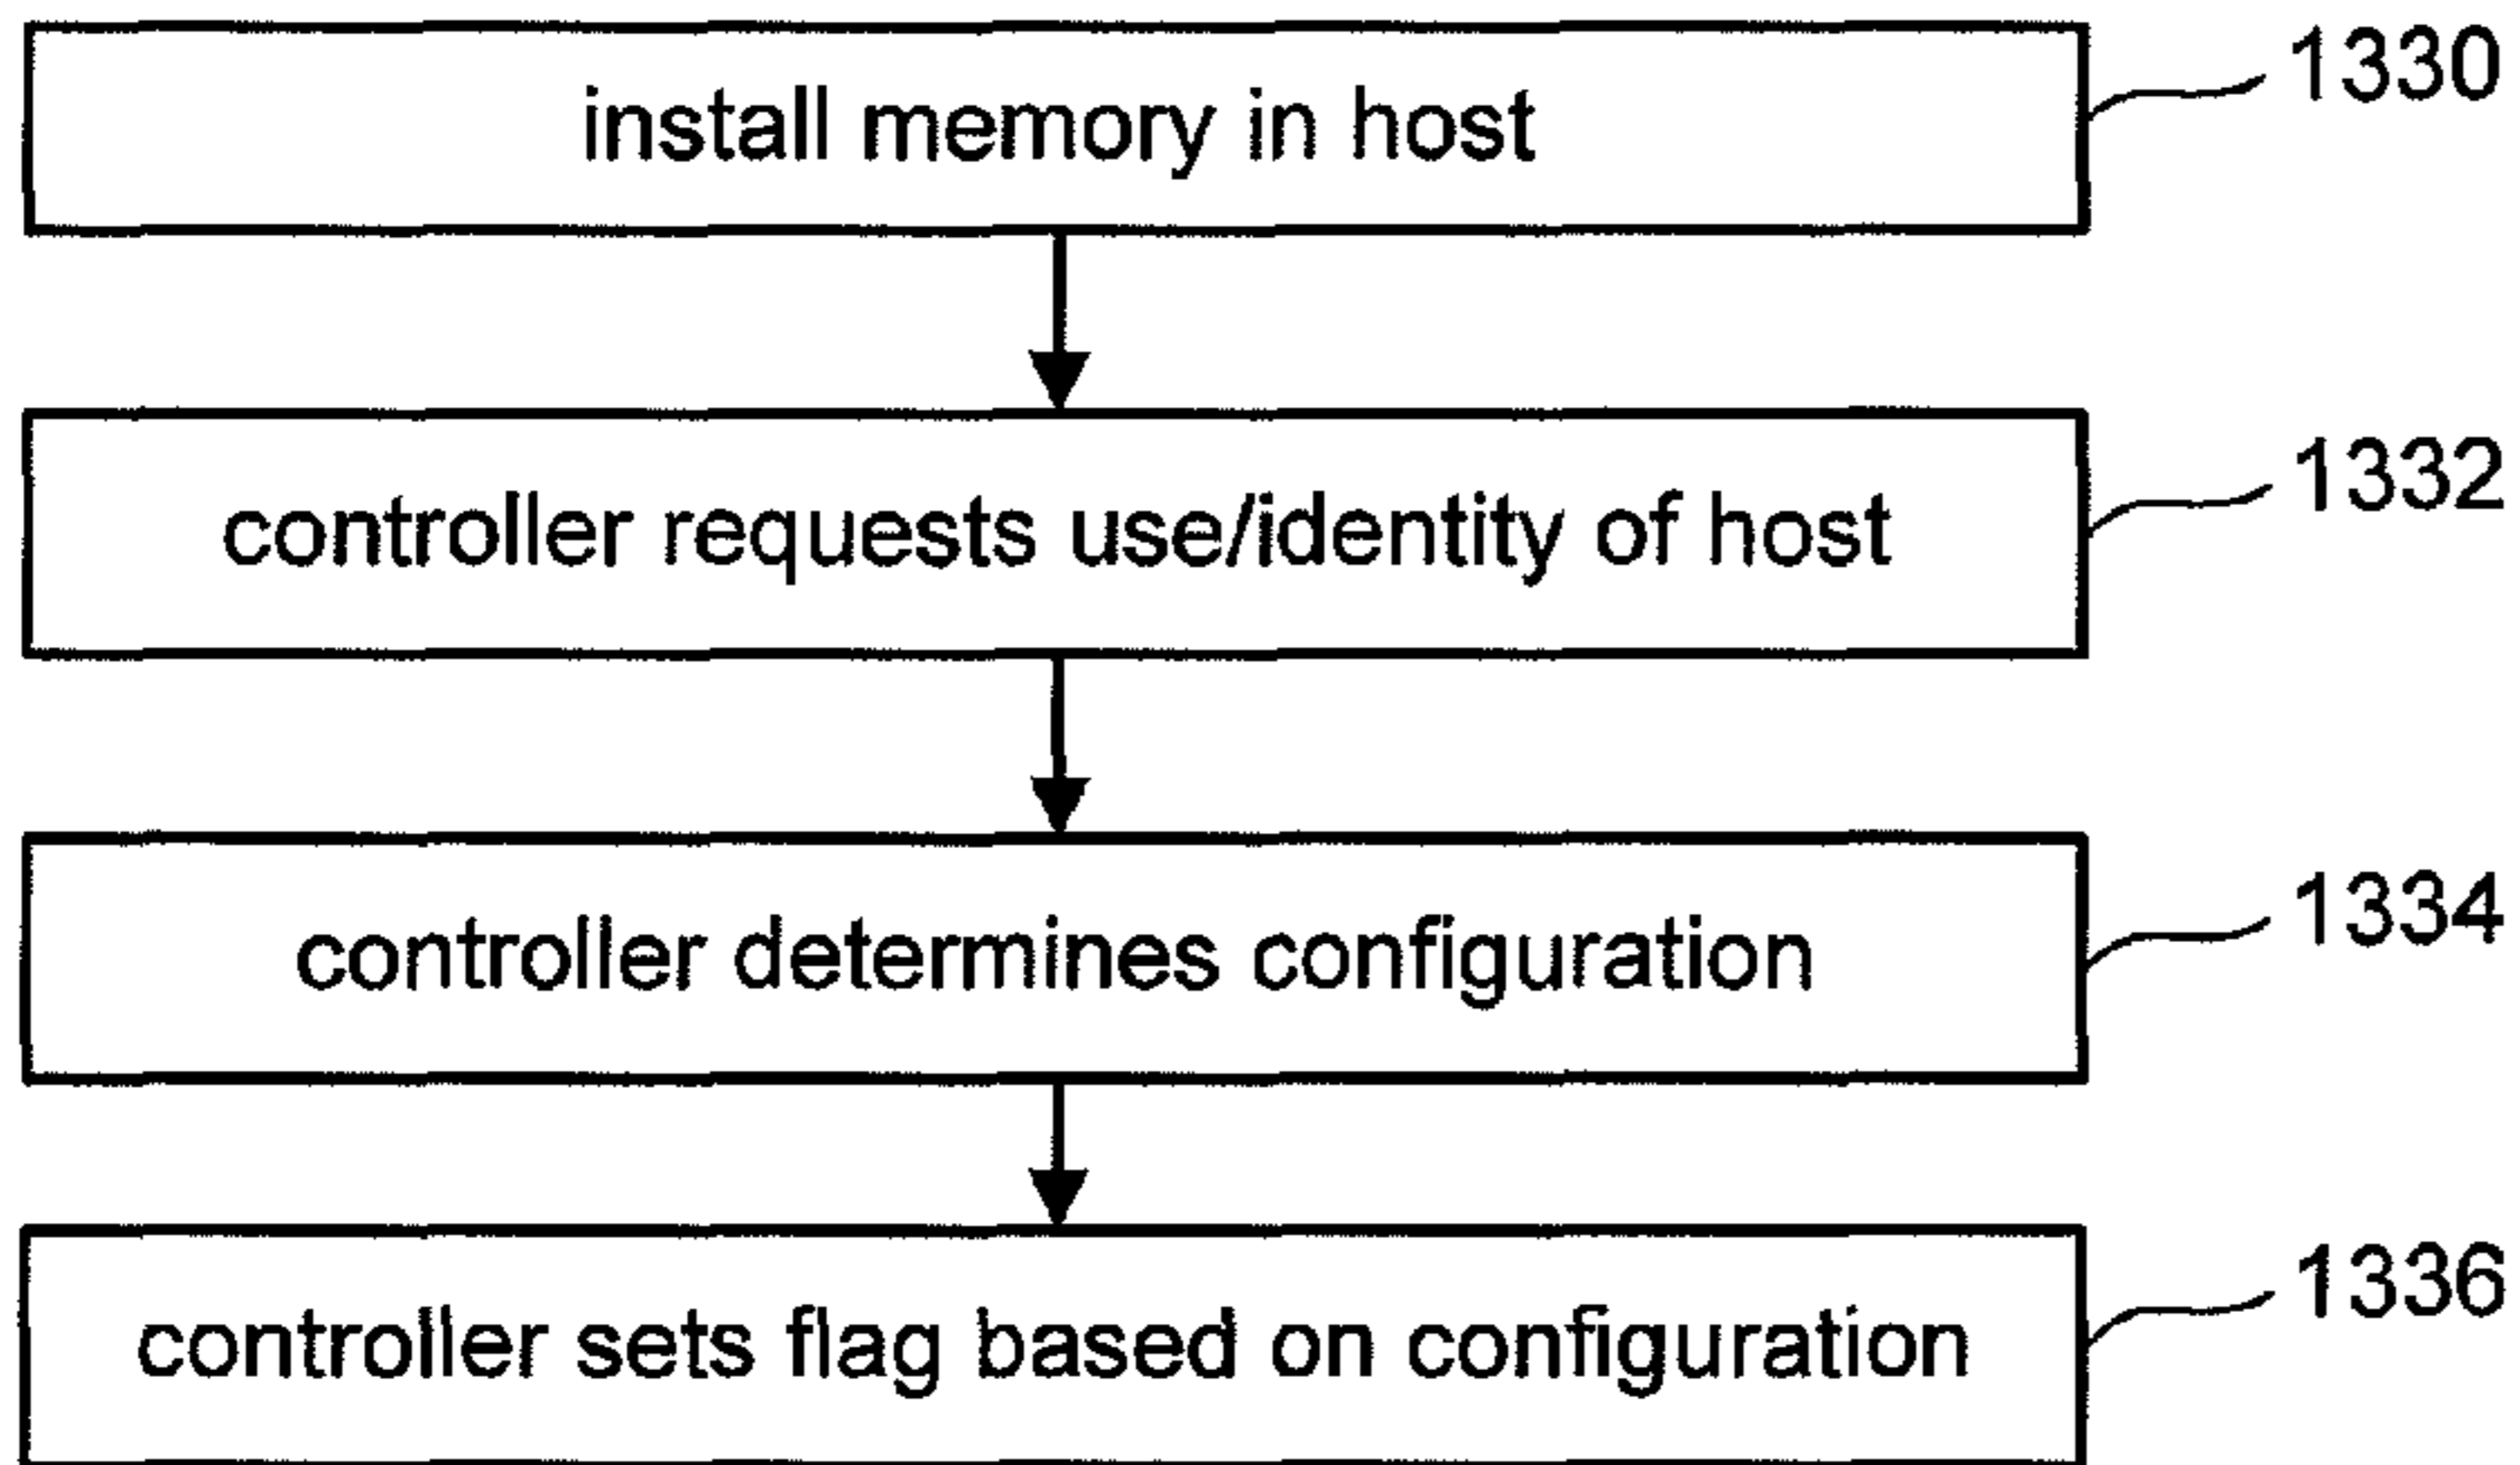 install memory in host
1330
controller requests use/identity of host
1332
controller determines configuration
1334
controller sets flag based on configuration
1336